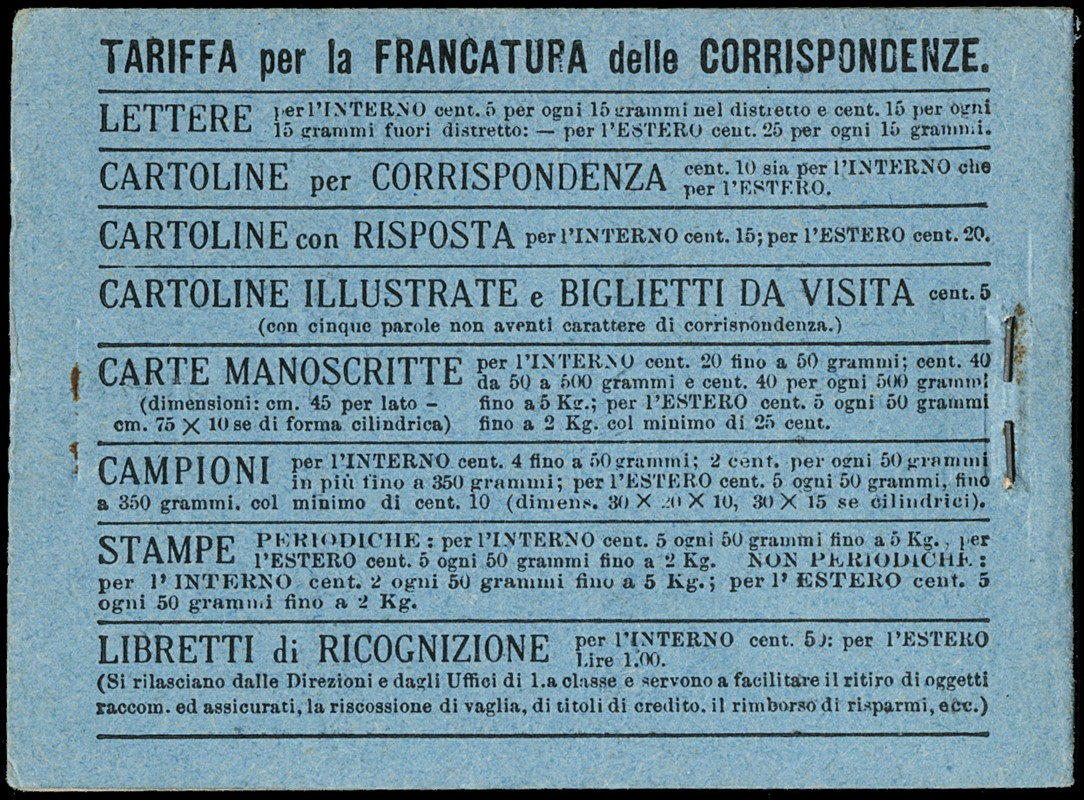 TARIFFA per la FRANCATURA delle CORRISPONDENZE.
LETTERE per l'INTERNO cent. 5 per ogni 15 grammi nel distretto e cent. 15 per ogni
15 grammi fuori distretto: — per l'ESTERO cent. 25 per ogni 15 grammi.
CARTOLINE per CORRISPONDENZA cent. 10 sia per l'INTERNO che
per l'ESTERO.
CARTOLINE con RISPOSTA per l'INTERNO cent. 15; per l'ESTERO cent. 20.
CARTOLINE ILLUSTRATE e BIGLIETTI DA VISITA cent. 5
(con cinque parole non aventi carattere di corrispondenza.)
CARTE MANOSCRITTE
(dimensioni: cm. 45 per lato –
cm. 75 X 10 se di forma cilindrica)
per l'INTERNO cent. 20 fino a 50 grammi; cent. 40
da 50 a 500 grammi e cent. 40 per ogni 500 grammi
fino a 5 Kg.; per l'ESTERO cent. 5 ogni 50 grammi
fino a 2 Kg. col minimo di 25 cent.
CAMPIONI per l'INTERNO cent. 4 fino a 50 grammi; 2 cent. per ogni 50 grammi
in più fino a 350 grammi; per l'ESTERO cent. 5 ogni 50 grammi, fino
a 350 grammi. col minimo di cent. 10 (dimens. 30 X 20 X 10, 30 X 15 se cilindrici).
STAMPE PERIODICHE: per l'INTERNO cent. 5 ogni 50 grammi fino a 5 Kg., per
l'ESTERO cent. 5 ogni 50 grammi fino a 2 Kg. NON PERIODICHE:
per l'INTERNO cent. 2 ogni 50 grammi fino a 5 Kg.; per l'ESTERO cent. 5
ogni 50 grammi fino a 2 Kg.
LIBRETTI di RICOGNIZIONE per l'INTERNO cent. 50: per l'ESTERO
Lire 1.00.
(Si rilasciano dalle Direzioni e dagli Uffici di 1.a classe e servono a facilitare il ritiro di oggetti
raccom. ed assicurati, la riscossione di vaglia, di titoli di credito. il rimborso di risparmi, ecc.)